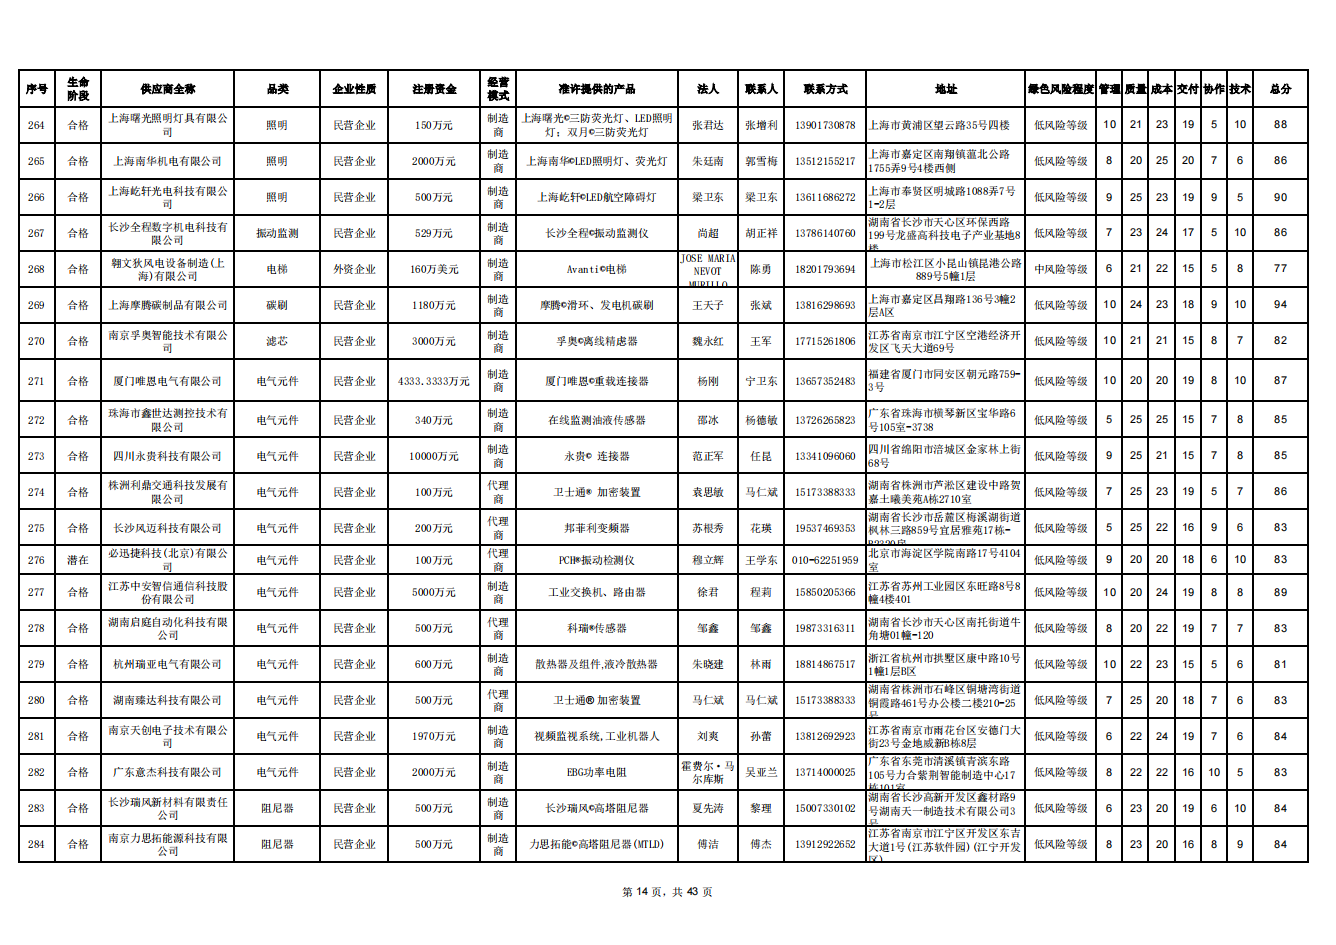 序号 生命阶段 供应商全称 品类 企业性质 注册资金 经营模式 准许提供的产品 法人 联系人 联系方式 地址 绿色风险程度 管理 质量 成本 交付 协作 技术 总分
264 合格 上海曙光照明灯具有限公司 照明 民营企业 150万元 制造商 上海曙光©三防荧光灯、LED照明灯；双月©三防荧光灯 张君达 张增利 13901730878 上海市黄浦区望云路35号四楼 低风险等级 10 21 23 19 5 10 88
265 合格 上海南华机电有限公司 照明 民营企业 2000万元 制造商 上海南华©LED照明灯、荧光灯 朱廷南 郭雪梅 13512155217 上海市嘉定区南翔镇蕰北公路1755弄9号4楼西侧 低风险等级 8 20 25 20 7 6 86
266 合格 上海屹轩光电科技有限公司 照明 民营企业 500万元 制造商 上海屹轩©LED航空障碍灯 梁卫东 梁卫东 13611686272 上海市奉贤区明城路1088弄7号1-2层 低风险等级 9 25 23 19 9 5 90
267 合格 长沙全程数字机电科技有限公司 振动监测 民营企业 529万元 制造商 长沙全程©振动监测仪 尚超 胡正祥 13786140760 湖南省长沙市天心区环保西路199号龙盛高科技电子产业基地8楼 低风险等级 7 23 24 17 5 10 86
268 合格 翱文狄风电设备制造(上海)有限公司 电梯 外资企业 160万美元 制造商 Avanti©电梯 JOSE MARIA NEVOT MURILLO 陈勇 18201793694 上海市松江区小昆山镇昆港公路889号5幢1层 中风险等级 6 21 22 15 5 8 77
269 合格 上海摩腾碳制品有限公司 碳刷 民营企业 1180万元 制造商 摩腾©滑环、发电机碳刷 王天子 张斌 13816298693 上海市嘉定区昌翔路136号3幢2层A区 低风险等级 10 24 23 18 9 10 94
270 合格 南京孚奥智能技术有限公司 滤芯 民营企业 3000万元 制造商 孚奥©离线精虑器 魏永红 王军 17715261806 江苏省南京市江宁区空港经济开发区飞天大道69号 低风险等级 10 21 21 15 8 7 82
271 合格 厦门唯恩电气有限公司 电气元件 民营企业 4333.3333万元 制造商 厦门唯恩©重载连接器 杨刚 宁卫东 13657352483 福建省厦门市同安区朝元路759-3号 低风险等级 10 20 20 19 8 10 87
272 合格 珠海市鑫世达测控技术有限公司 电气元件 民营企业 340万元 制造商 在线监测油液传感器 邵冰 杨德敏 13726265823 广东省珠海市横琴新区宝华路6号105室-3738 低风险等级 5 25 25 15 7 8 85
273 合格 四川永贵科技有限公司 电气元件 民营企业 10000万元 制造商 永贵© 连接器 范正军 任昆 13341096060 四川省绵阳市涪城区金家林上街68号 低风险等级 9 25 21 15 7 8 85
274 合格 株洲利鼎交通科技发展有限公司 电气元件 民营企业 100万元 代理商 卫士通® 加密装置 袁思敏 马仁斌 15173388333 湖南省株洲市芦淞区建设中路贺嘉土曦美苑A栋2710室 低风险等级 7 25 23 19 5 7 86
275 合格 长沙风迈科技有限公司 电气元件 民营企业 200万元 代理商 邦菲利变频器 苏根秀 花瑛 19537469353 湖南省长沙市岳麓区梅溪湖街道枫林三路859号宜居雅苑17栋-B2320房 低风险等级 5 25 22 16 9 6 83
276 潜在 必迅捷科技(北京)有限公司 电气元件 民营企业 100万元 代理商 PCH®振动检测仪 穆立辉 王学东 010-62251959 北京市海淀区学院南路17号4104室 低风险等级 9 20 20 18 6 10 83
277 合格 江苏中安智信通信科技股份有限公司 电气元件 民营企业 5000万元 制造商 工业交换机、路由器 徐君 程莉 15850205366 江苏省苏州工业园区东旺路8号8幢4楼401 低风险等级 10 20 24 19 8 8 89
278 合格 湖南启庭自动化科技有限公司 电气元件 民营企业 500万元 代理商 科瑞®传感器 邹鑫 邹鑫 19873316311 湖南省长沙市天心区南托街道牛角塘01幢-120 低风险等级 8 20 22 19 7 7 83
279 合格 杭州瑞亚电气有限公司 电气元件 民营企业 600万元 制造商 散热器及组件,液冷散热器 朱晓建 林雨 18814867517 浙江省杭州市拱墅区康中路10号1幢1层B区 低风险等级 10 22 23 15 5 6 81
280 合格 湖南臻达科技有限公司 电气元件 民营企业 500万元 代理商 卫士通® 加密装置 马仁斌 马仁斌 15173388333 湖南省株洲市石峰区铜塘湾街道铜霞路461号办公楼二楼210-25号 低风险等级 7 25 20 18 7 6 83
281 合格 南京天创电子技术有限公司 电气元件 民营企业 1970万元 制造商 视频监视系统,工业机器人 刘爽 孙蕾 13812692923 江苏省南京市雨花台区安德门大街23号金地威新B栋8层 低风险等级 6 22 24 19 7 6 84
282 合格 广东意杰科技有限公司 电气元件 民营企业 2000万元 制造商 EBG功率电阻 霍费尔·马尔库斯 吴亚兰 13714000025 广东省东莞市清溪镇青滨东路105号力合紫荆智能制造中心17栋101室 低风险等级 8 22 22 16 10 5 83
283 合格 长沙瑞风新材料有限责任公司 阻尼器 民营企业 500万元 制造商 长沙瑞风©高塔阻尼器 夏先涛 黎理 15007330102 湖南省长沙高新开发区鑫材路9号湖南天一制造技术有限公司3号 低风险等级 6 23 20 19 6 10 84
284 合格 南京力思拓能源科技有限公司 阻尼器 民营企业 500万元 制造商 力思拓能©高塔阻尼器(MTLD) 傅洁 傅杰 13912922652 江苏省南京市江宁区开发区东吉大道1号(江苏软件园)(江宁开发区) 低风险等级 8 23 20 16 8 9 84
第 14 页，共 43 页